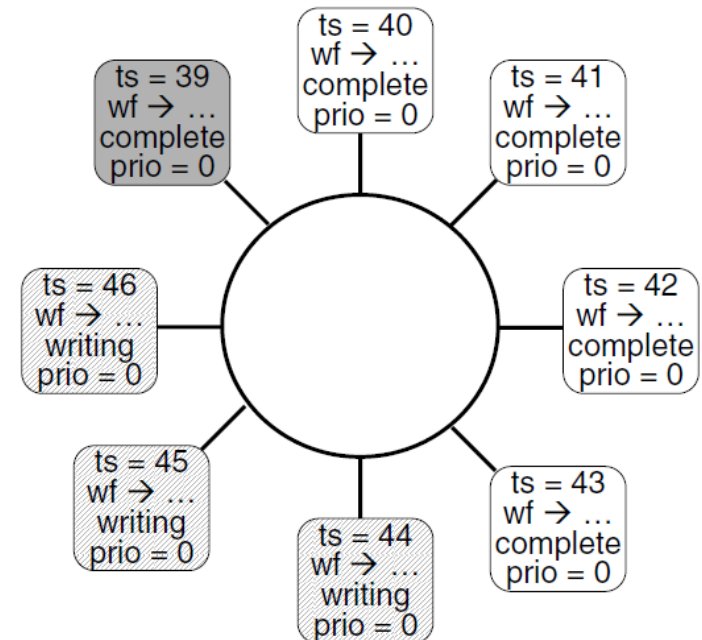 ts = 40
wf → …
complete
prio = 0
ts = 39
wf → …
complete
prio = 0
ts = 41
wf → …
complete
prio = 0
ts = 46
wf → …
writing
prio = 0
ts = 42
wf → …
complete
prio = 0
ts = 45
wf → …
writing
prio = 0
ts = 43
wf → …
complete
prio = 0
ts = 44
wf → …
writing
prio = 0